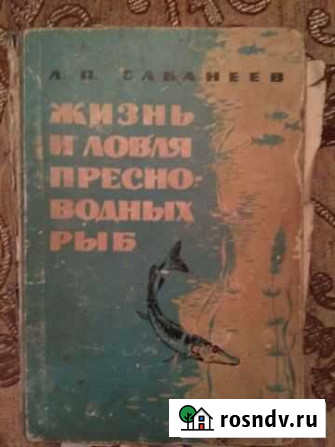 Л. П. САБАНЕЕВ
ЖИЗНЬ
И ЛОВЛЯ
ПРЕСНО-
ВОДНЫХ
РЫБ
rosndv.ru